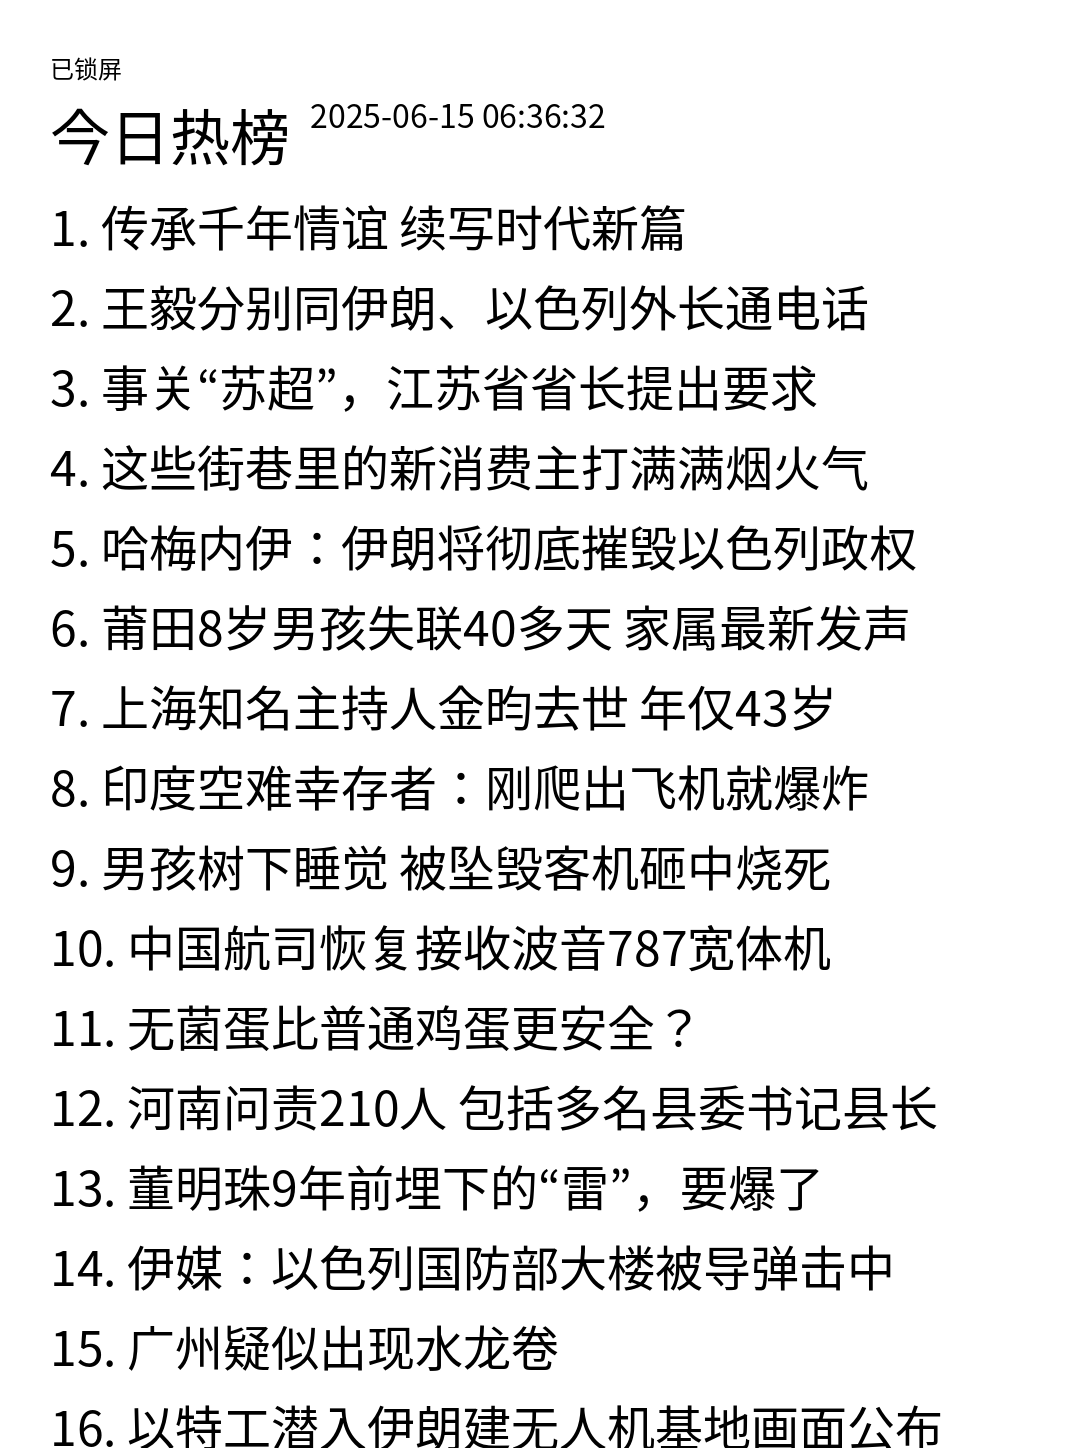 已锁屏
今日热榜 2025-06-15 06:36:32
1. 传承千年情谊 续写时代新篇
2. 王毅分别同伊朗、以色列外长通电话
3. 事关“苏超”，江苏省省长提出要求
4. 这些街巷里的新消费主打满满烟火气
5. 哈梅内伊：伊朗将彻底摧毁以色列政权
6. 莆田8岁男孩失联40多天 家属最新发声
7. 上海知名主持人金昀去世 年仅43岁
8. 印度空难幸存者：刚爬出飞机就爆炸
9. 男孩树下睡觉 被坠毁客机砸中烧死
10. 中国航司恢复接收波音787宽体机
11. 无菌蛋比普通鸡蛋更安全？
12. 河南问责210人 包括多名县委书记县长
13. 董明珠9年前埋下的“雷”，要爆了
14. 伊媒：以色列国防部大楼被导弹击中
15. 广州疑似出现水龙卷
16. 以特工潜入伊朗建无人机基地画面公布